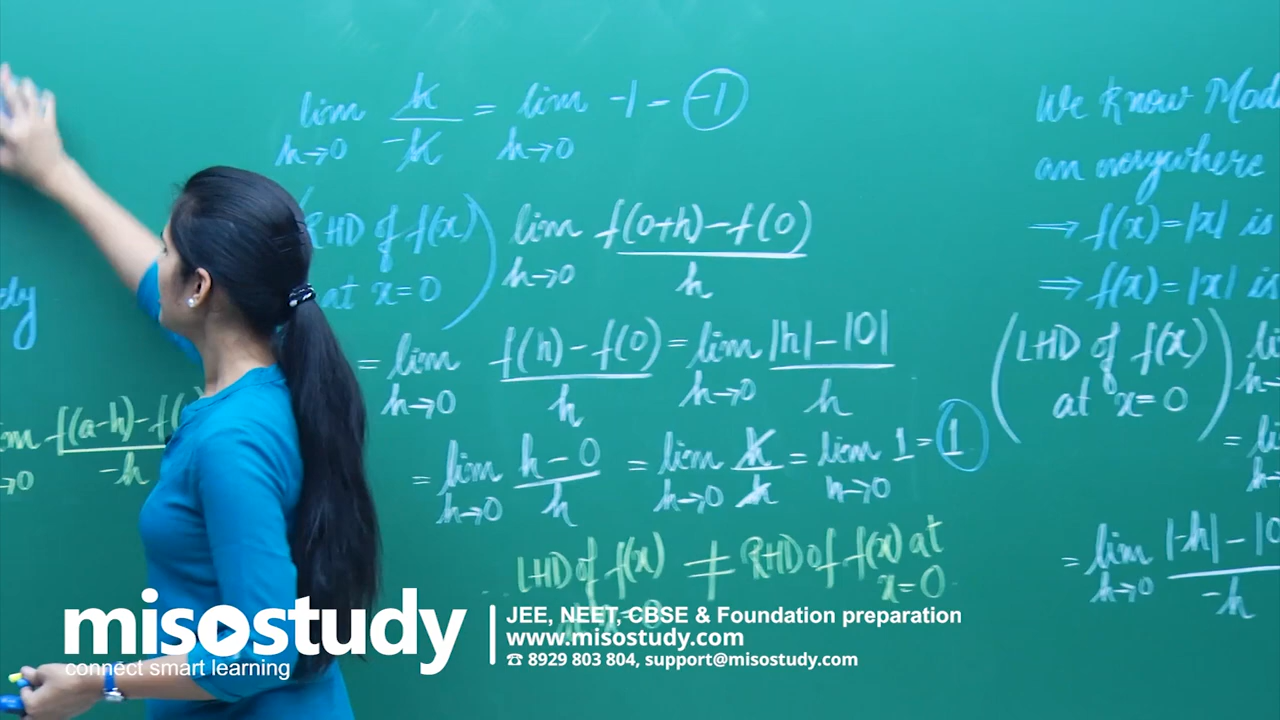 lim h→0 h/-h = lim h→0 -1 = -1
(RHD of f(x) at x=0) lim h→0 f(0+h)-f(0)/h
= lim h→0 f(h)-f(0)/h = lim h→0 |h|-|0|/h
= lim h→0 h-0/h = lim h→0 h/h = lim h→0 1 = 1
LHD of f(x) at x=0 ≠ RHD of f(x) at x=0
f(a-h)-f(
-h
We know Mod
an
⇒ f(x)=|x| is
⇒ f(x)=|x| is
(LHD of f(x) at x=0)
= lim h→0 |-h|-|0/-h
misostudy
connect smart learning
JEE, NEET, CBSE & Foundation preparation
www.misostudy.com
☎ 8929 803 804, support@misostudy.com